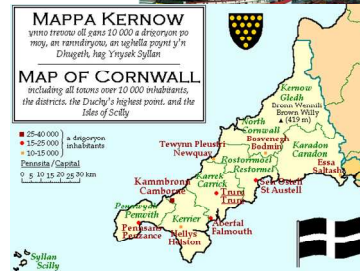 MAPPA KERNOW
ynno trevow oll gans 10 000 a drigoryon po
moy, an ranndiryow, an ughella poynt y'n
Dhugeth, hag Ynysek Syllan
MAP OF CORNWALL
including all towns over 10 000 inhabitants,
the districts, the Duchy's highest point, and the
Isles of Scilly
25-40 000
15-25 000
10-15 000
a drigoryon
inhabitants
Pennsita / Capital
0 5 10 15 20 25 30 km
Kernow
Gledh
North
Cornwall
Bronn Wennili
Brown Willy
(419 m)
Bodmin
Karadon
Caradon
Essa
Saltash
Tewynn Pleustri
Newquay
Rostorrmoel
Restormel
Sen Ostell
St Austell
Kammbronn
Camborne
Karrek
Carrick
Truru
Truro
Penwith
Pennsans
Penzance
Kerrier
Aberfal
Falmouth
Hellys
Helston
Syllan
Scilly